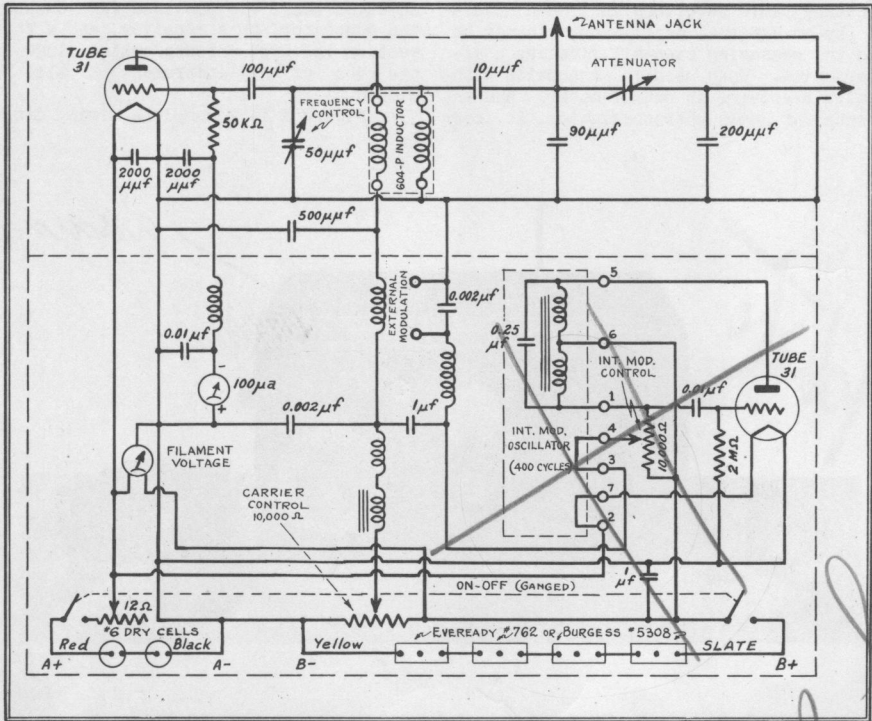 ANTENNA JACK
TUBE
31
100µµf
10µµf
ATTENUATOR
FREQUENCY
CONTROL
50µµf
50KΩ
604-P INDUCTOR
90µµf
200µµf
2000
µµf
2000
µµf
500µµf
EXTERNAL
MODULATION
0.002µf
5
0.25
µf
6
INT. MOD.
CONTROL
TUBE
31
0.01µf
-
100µa
+
0.002µf
1µf
1
0.01µf
INT. MOD.
OSCILLATOR
(400 CYCLES)
4
3
10,000Ω
2 MΩ
FILAMENT
VOLTAGE
7
2
CARRIER
CONTROL
10,000Ω
1
µf
ON-OFF (GANGED)
12Ω
#6 DRY CELLS
Red
Black
Yellow
EVEREADY #762 OR BURGESS #5308
SLATE
A+
A-
B-
B+